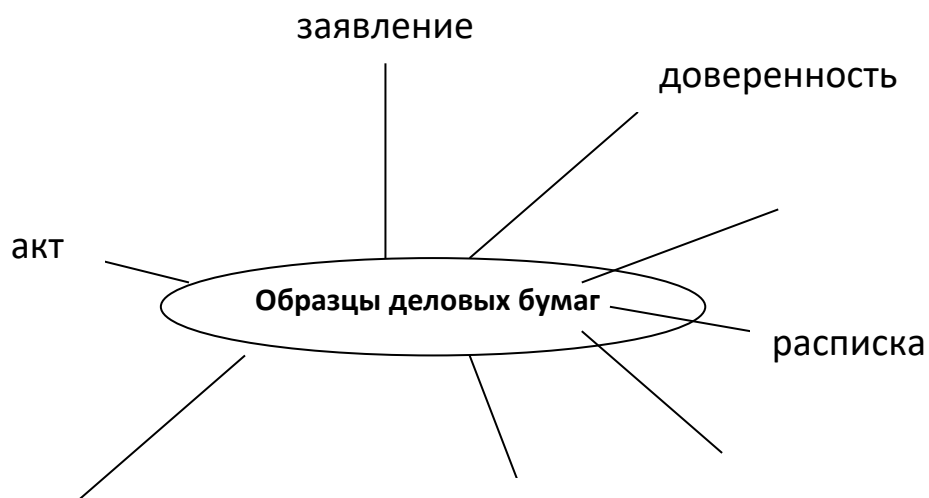 заявление
доверенность
акт
Образцы деловых бумаг
расписка